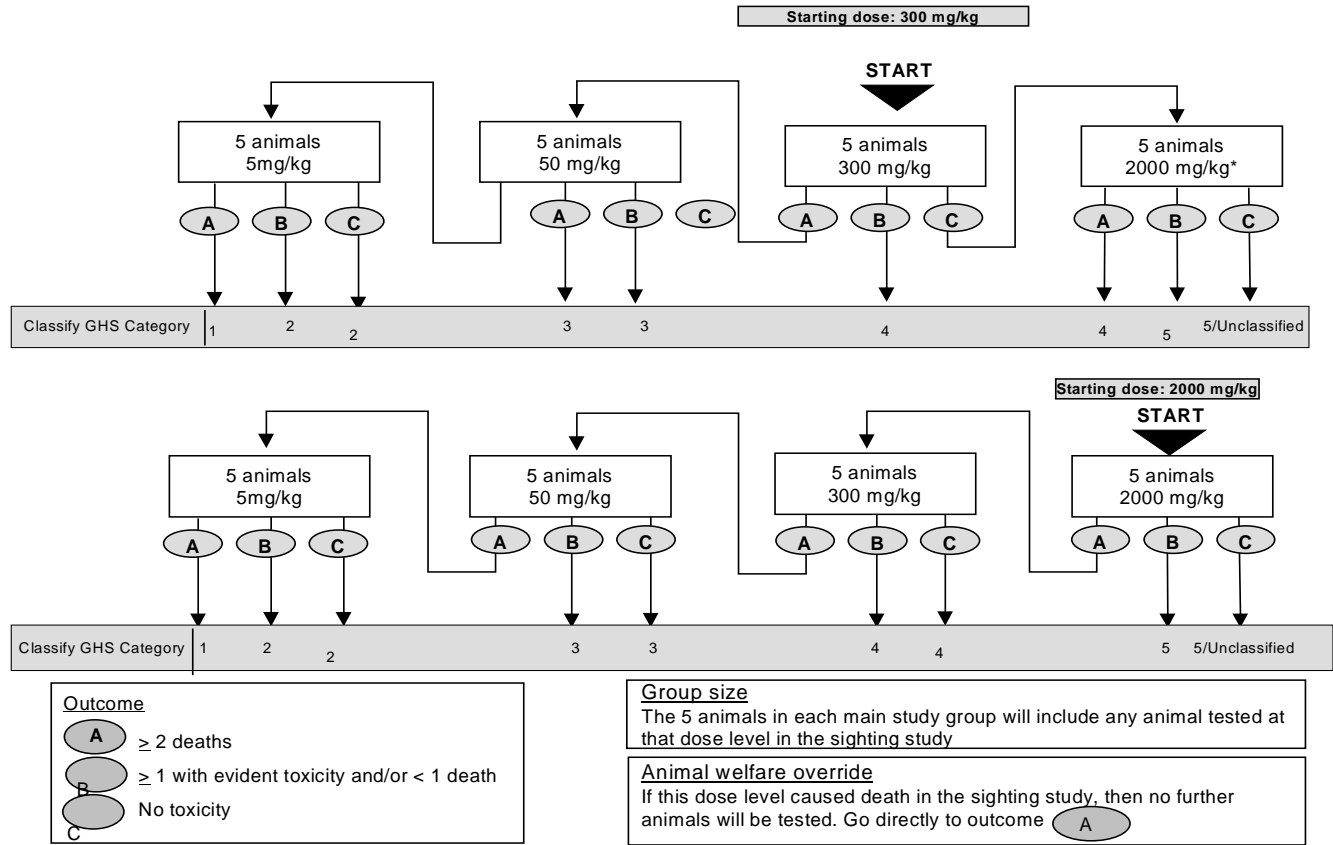 Starting dose: 300 mg/kg
START
5 animals
5mg/kg
5 animals
50 mg/kg
5 animals
300 mg/kg
5 animals
2000 mg/kg*
A B C A B C A B C A B C
Classify GHS Category 1 2 2 3 3 4 4 5 5/Unclassified
Starting dose: 2000 mg/kg
START
5 animals
5mg/kg
5 animals
50 mg/kg
5 animals
300 mg/kg
5 animals
2000 mg/kg
A B C A B C A B C A B C
Classify GHS Category 1 2 2 3 3 4 4 5 5/Unclassified
Outcome
A ≥ 2 deaths
B ≥ 1 with evident toxicity and/or < 1 death
C No toxicity
Group size
The 5 animals in each main study group will include any animal tested at
that dose level in the sighting study
Animal welfare override
If this dose level caused death in the sighting study, then no further
animals will be tested. Go directly to outcome A